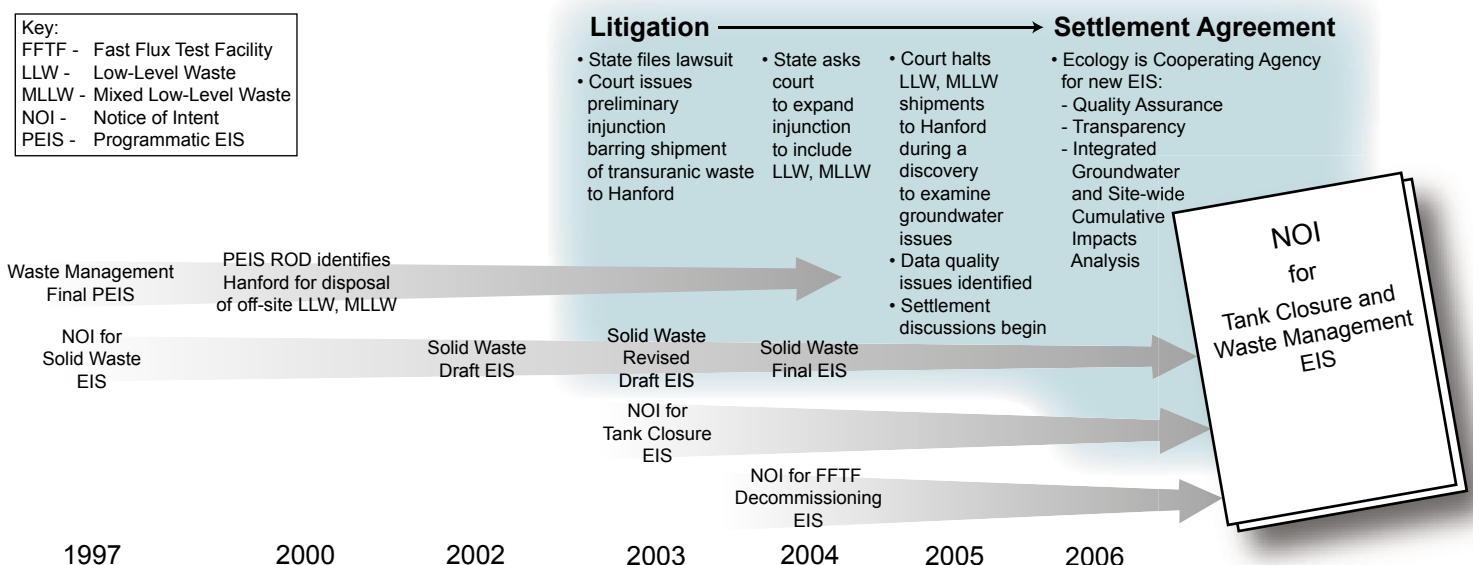 Key:
FFTF - Fast Flux Test Facility
LLW - Low-Level Waste
MLLW - Mixed Low-Level Waste
NOI - Notice of Intent
PEIS - Programmatic EIS
Litigation
Settlement Agreement
• State files lawsuit
• Court issues
preliminary
injunction
barring shipment
of transuranic waste
to Hanford
• State asks
court
to expand
injunction
to include
LLW, MLLW
• Court halts
LLW, MLLW
shipments
to Hanford
during a
discovery
to examine
groundwater
issues
• Data quality
issues identified
• Settlement
discussions begin
• Ecology is Cooperating Agency
for new EIS:
- Quality Assurance
- Transparency
- Integrated
Groundwater
and Site-wide
Cumulative
Impacts
Analysis
Waste Management
Final PEIS
PEIS ROD identifies
Hanford for disposal
of off-site LLW, MLLW
NOI for
Solid Waste
EIS
Solid Waste
Draft EIS
Solid Waste
Revised
Draft EIS
Solid Waste
Final EIS
NOI for
Tank Closure
EIS
NOI for FFTF
Decommissioning
EIS
NOI
for
Tank Closure and
Waste Management
EIS
1997
2000
2002
2003
2004
2005
2006